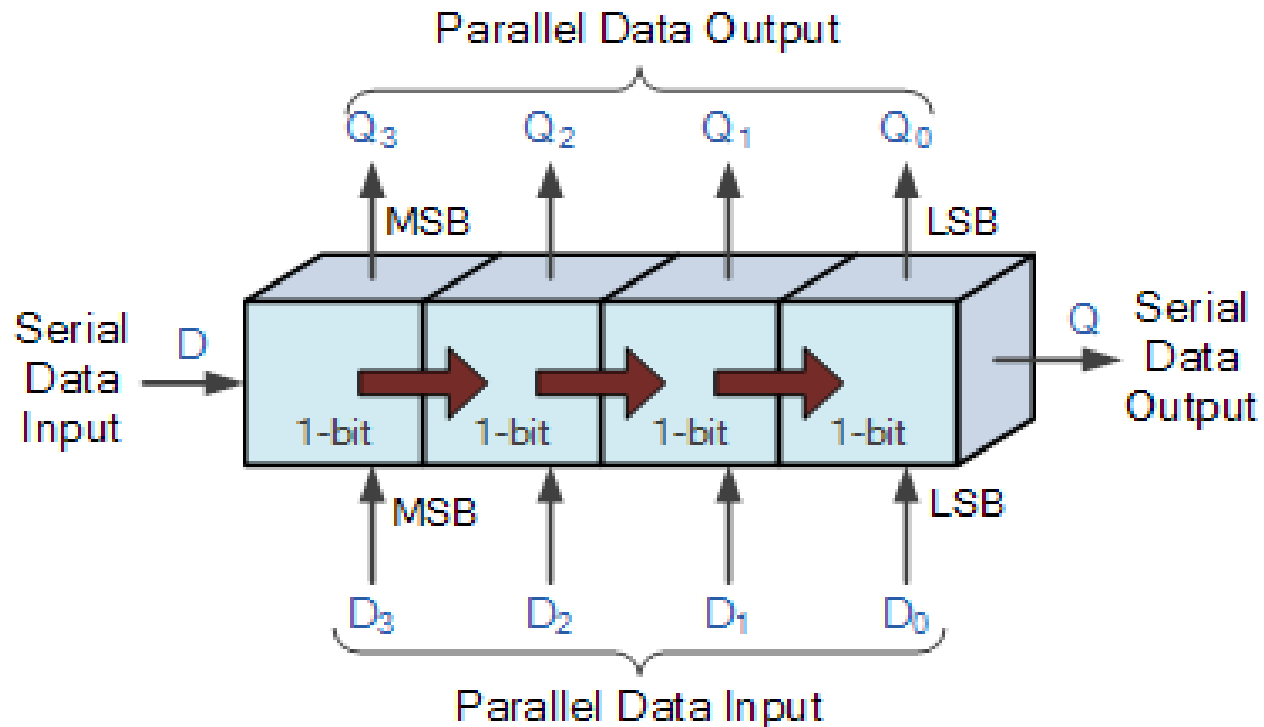 Parallel Data Output
Q₃ Q₂ Q₁ Q₀
MSB LSB
Serial
Data
Input
D
Q
Serial
Data
Output
1-bit 1-bit 1-bit 1-bit
MSB LSB
D₃ D₂ D₁ D₀
Parallel Data Input